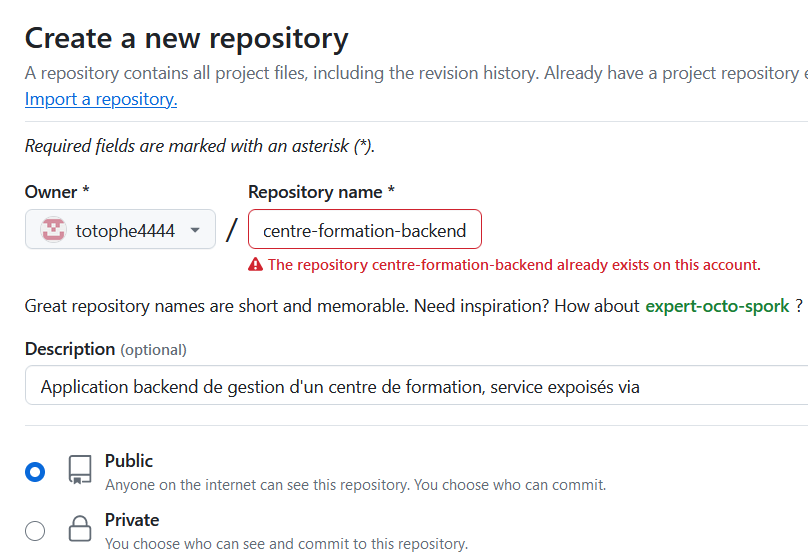 Create a new repository
A repository contains all project files, including the revision history. Already have a project repository e
Import a repository.
Required fields are marked with an asterisk (*).
Owner * Repository name *
totophe4444 / centre-formation-backend
The repository centre-formation-backend already exists on this account.
Great repository names are short and memorable. Need inspiration? How about expert-octo-spork ?
Description (optional)
Application backend de gestion d'un centre de formation, service expoisés via
Public
Anyone on the internet can see this repository. You choose who can commit.
Private
You choose who can see and commit to this repository.